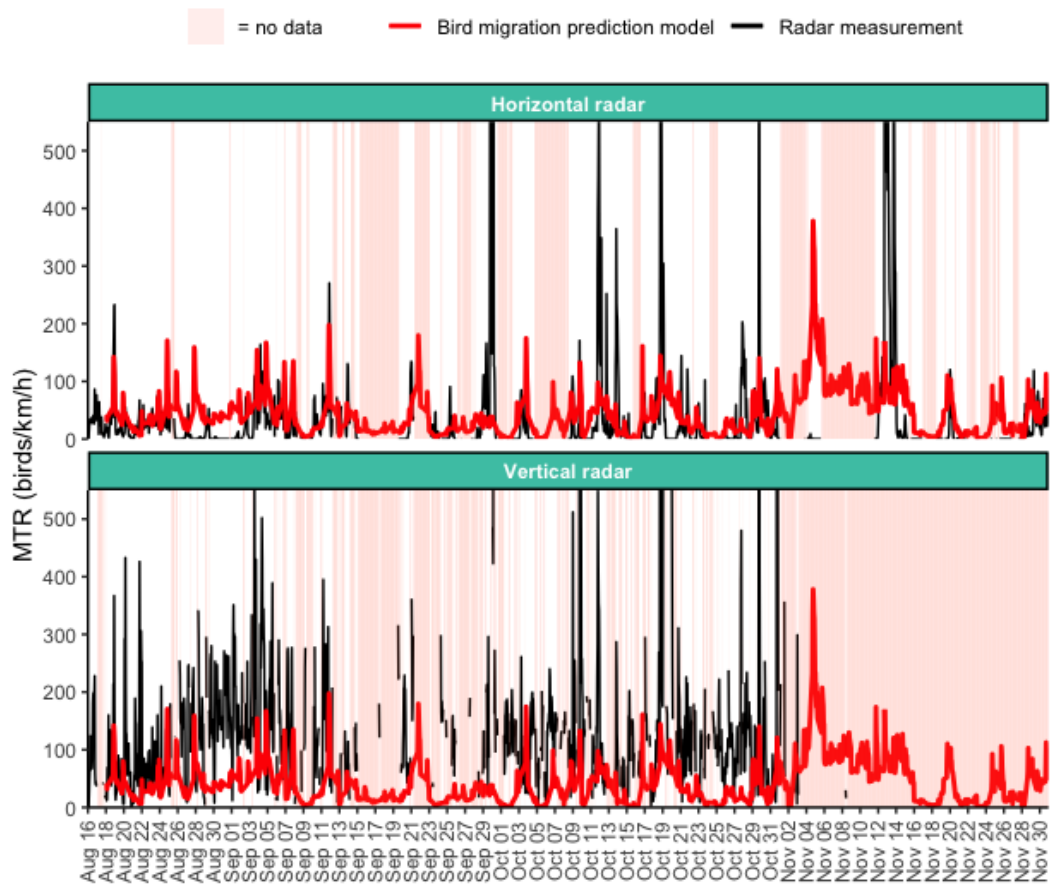 = no data Bird migration prediction model Radar measurement
Horizontal radar
500
400
300
200
100
0
Vertical radar
500
400
300
200
100
0
MTR (birds/km/h)
Aug 16
Aug 18
Aug 20
Aug 22
Aug 24
Aug 26
Aug 28
Aug 30
Sep 01
Sep 03
Sep 05
Sep 07
Sep 09
Sep 11
Sep 13
Sep 15
Sep 17
Sep 19
Sep 21
Sep 23
Sep 25
Sep 27
Sep 29
Oct 01
Oct 03
Oct 05
Oct 07
Oct 09
Oct 11
Oct 13
Oct 15
Oct 17
Oct 19
Oct 21
Oct 23
Oct 25
Oct 27
Oct 29
Oct 31
Nov 02
Nov 04
Nov 06
Nov 08
Nov 10
Nov 12
Nov 14
Nov 16
Nov 18
Nov 20
Nov 22
Nov 24
Nov 26
Nov 28
Nov 30